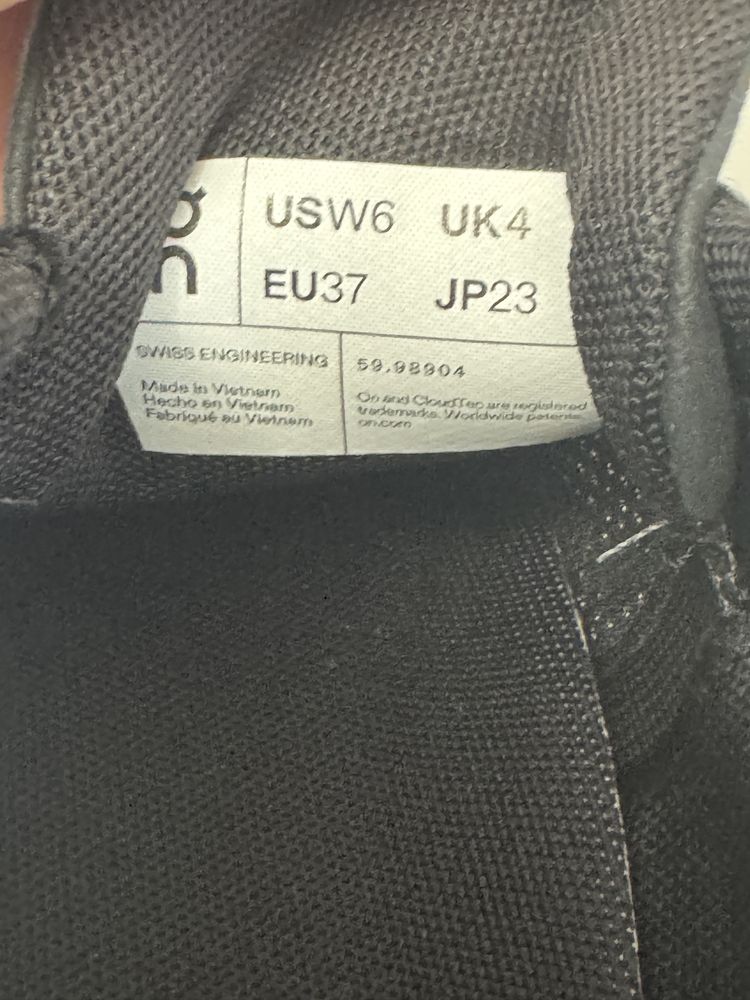 USW6 UK4
EU37 JP23
SWISS ENGINEERING
Made in Vietnam
Hecho en Vietnam
Fabriqué au Vietnam
59.98904
On and CloudTec are registered
trademarks. Worldwide patents.
on.com